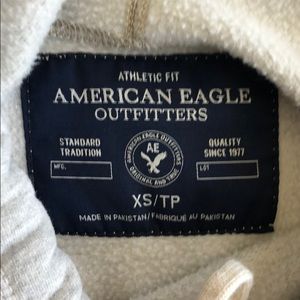 ATHLETIC FIT
AMERICAN EAGLE
OUTFITTERS
STANDARD
TRADITION
MFG.
AMERICAN EAGLE OUTFITTERS
AE
ORIGINAL AND TRUE
QUALITY
SINCE 1977
LOT
XS/TP
MADE IN PAKISTAN/FABRIQUÉ AU PAKISTAN